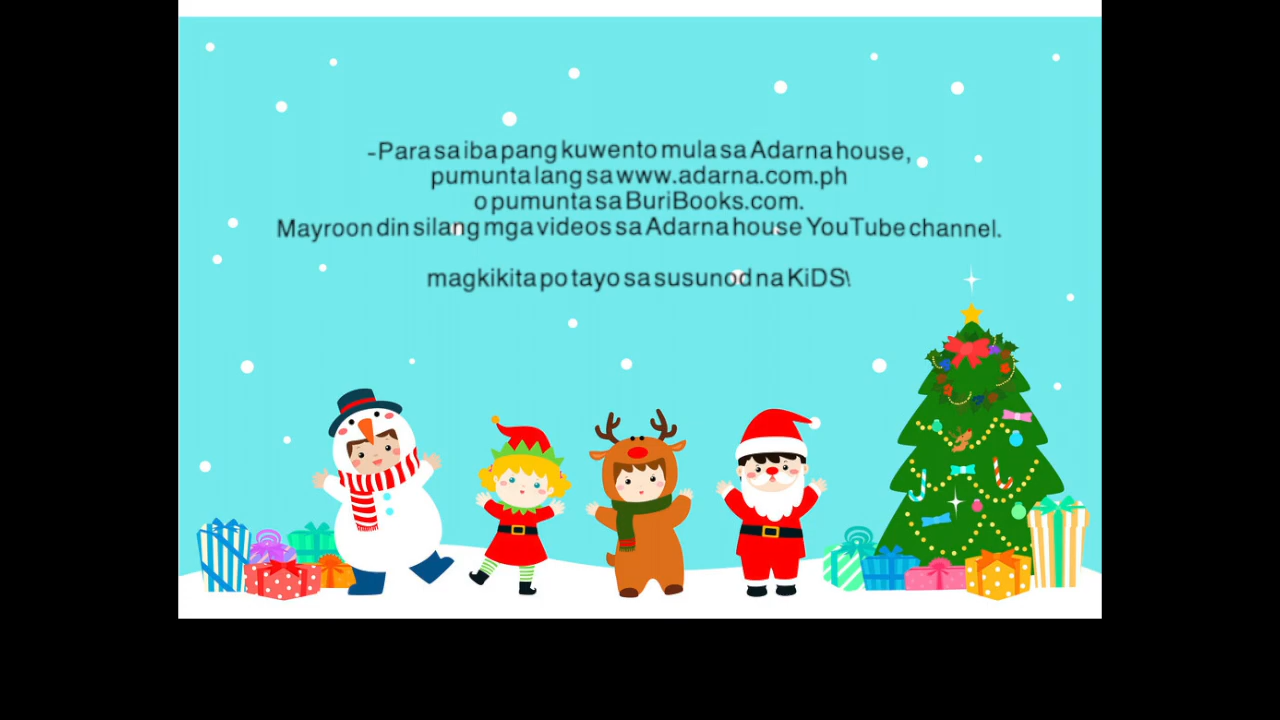 -Para sa iba pang kuwento mula sa Adarna house,
pumunta lang sa www.adarna.com.ph
o pumunta sa BuriBooks.com.
Mayroon din silang mga videos sa Adarna house YouTube channel.
magkikita po tayo sa susunod na KiDS\